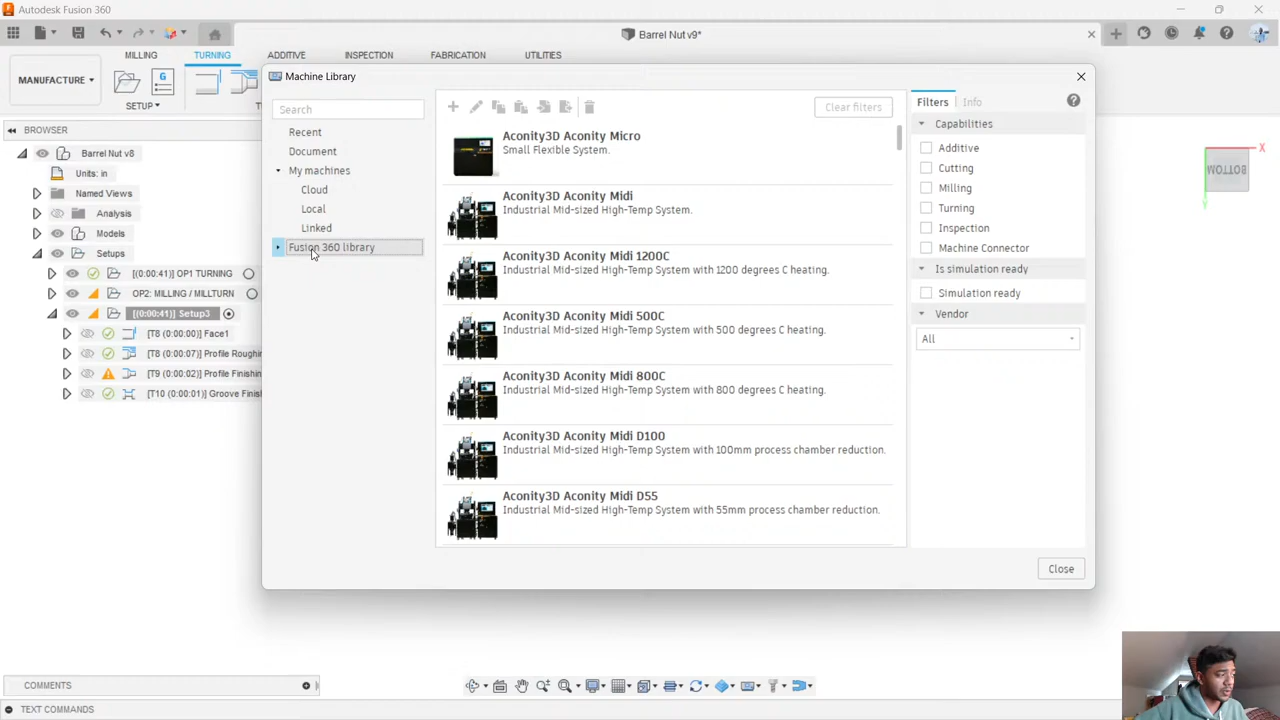 Autodesk Fusion 360
Barrel Nut v9*
MILLING
TURNING
ADDITIVE
INSPECTION
FABRICATION
UTILITIES
MANUFACTURE
G
SETUP
Machine Library
Search
Recent
Document
My machines
Cloud
Local
Linked
Fusion 360 library
Clear filters
Aconity3D Aconity Micro
Small Flexible System.
Aconity3D Aconity Midi
Industrial Mid-sized High-Temp System.
Aconity3D Aconity Midi 1200C
Industrial Mid-sized High-Temp System with 1200 degrees C heating.
Aconity3D Aconity Midi 500C
Industrial Mid-sized High-Temp System with 500 degrees C heating.
Aconity3D Aconity Midi 800C
Industrial Mid-sized High-Temp System with 800 degrees C heating.
Aconity3D Aconity Midi D100
Industrial Mid-sized High-Temp System with 100mm process chamber reduction.
Aconity3D Aconity Midi D55
Industrial Mid-sized High-Temp System with 55mm process chamber reduction.
Filters
Info
Capabilities
Additive
Cutting
Milling
Turning
Inspection
Machine Connector
Is simulation ready
Simulation ready
Vendor
All
Close
BROWSER
Barrel Nut v8
Units: in
Named Views
Analysis
Models
Setups
[(0:00:41)] OP1 TURNING
OP2: MILLING / MILLTURN
[(0:00:41)] Setup3
[T8 (0:00:00)] Face1
[T8 (0:00:07)] Profile Roughin
[T9 (0:00:02)] Profile Finishin
[T10 (0:00:01)] Groove Finish
X
BOTTOM
Y
COMMENTS
TEXT COMMANDS